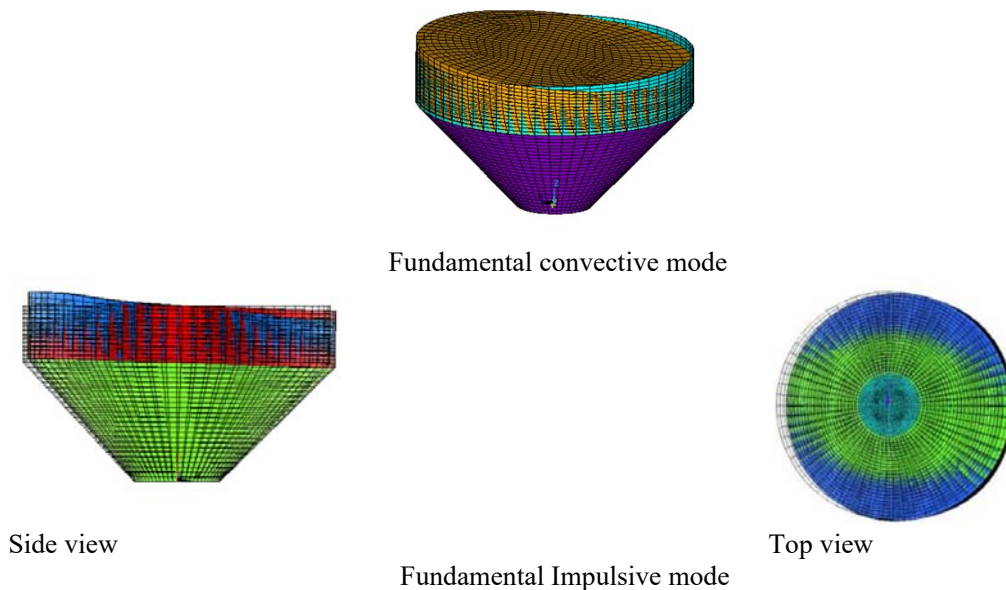 Fundamental convective mode
Side view
Top view
Fundamental Impulsive mode